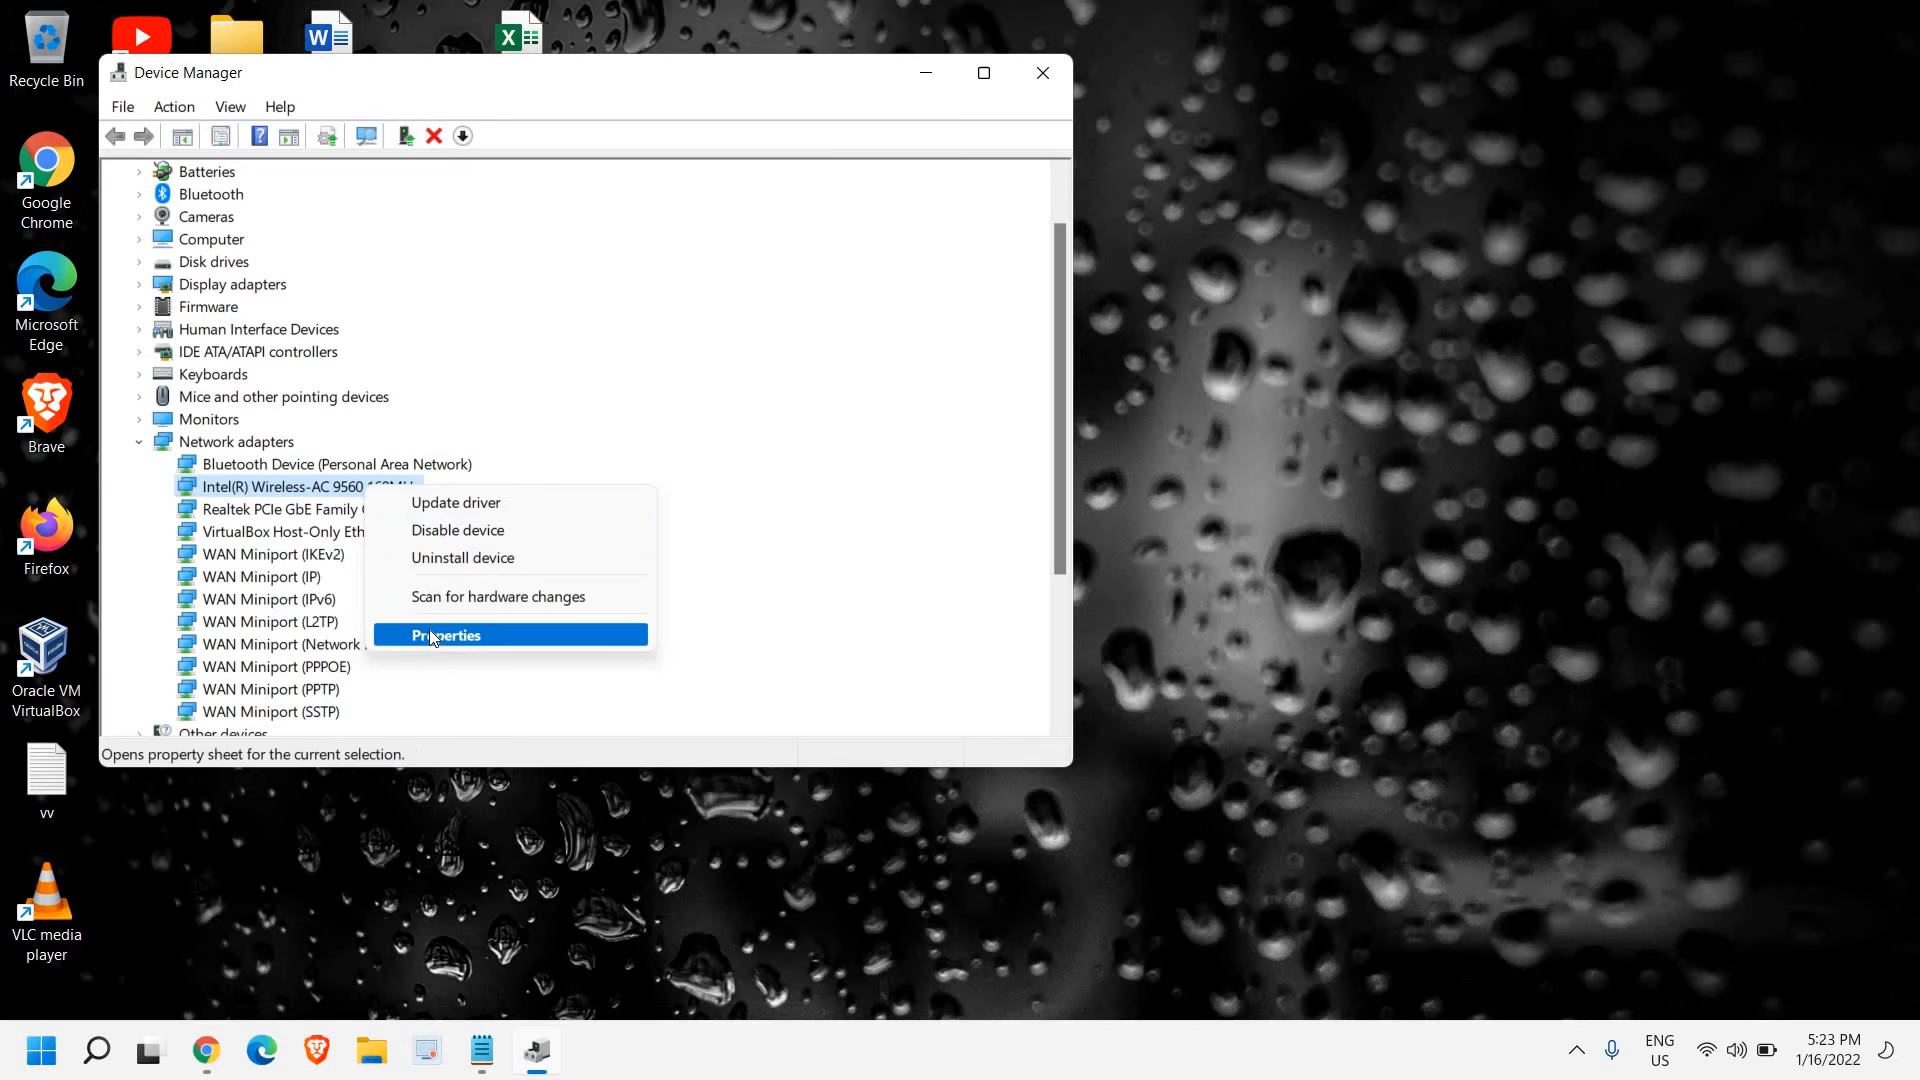 Recycle Bin
Google
Chrome
Microsoft
Edge
Brave
Firefox
Oracle VM
VirtualBox
vv
VLC media
player
Device Manager
File Action View Help
Batteries
Bluetooth
Cameras
Computer
Disk drives
Display adapters
Firmware
Human Interface Devices
IDE ATA/ATAPI controllers
Keyboards
Mice and other pointing devices
Monitors
Network adapters
Bluetooth Device (Personal Area Network)
Intel(R) Wireless-AC 9560
Realtek PCIe GbE Family
VirtualBox Host-Only Eth
WAN Miniport (IKEv2)
WAN Miniport (IP)
WAN Miniport (IPv6)
WAN Miniport (L2TP)
WAN Miniport (Network
WAN Miniport (PPPOE)
WAN Miniport (PPTP)
WAN Miniport (SSTP)
Other devices
Update driver
Disable device
Uninstall device
Scan for hardware changes
Properties
Opens property sheet for the current selection.
ENG
US
5:23 PM
1/16/2022